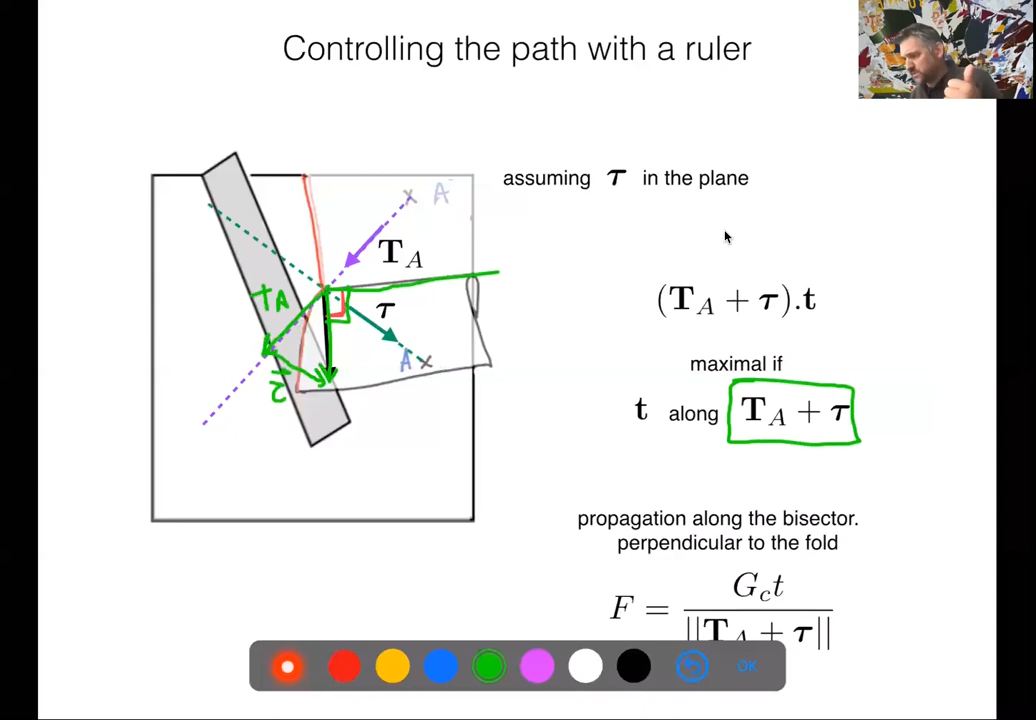 Controlling the path with a ruler
assuming τ in the plane
A
T_A
T_A
τ
A
τ
(T_A + τ).t
maximal if
t along T_A + τ
propagation along the bisector.
perpendicular to the fold
F = G_c t / ||T_A + τ||
OK